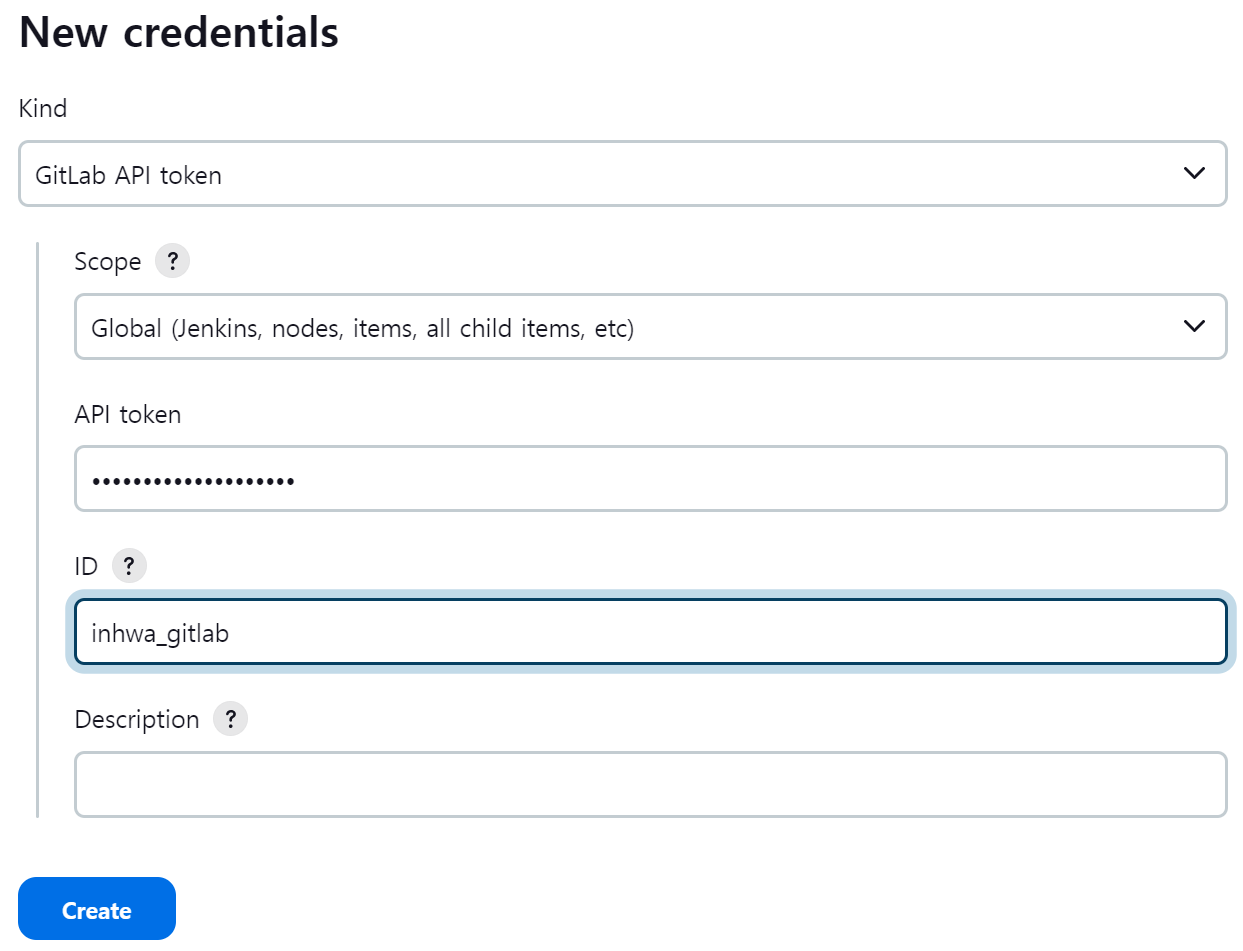 New credentials
Kind
GitLab API token
Scope ?
Global (Jenkins, nodes, items, all child items, etc)
API token
••••••••••••••••••••
ID ?
inhwa_gitlab
Description ?
Create